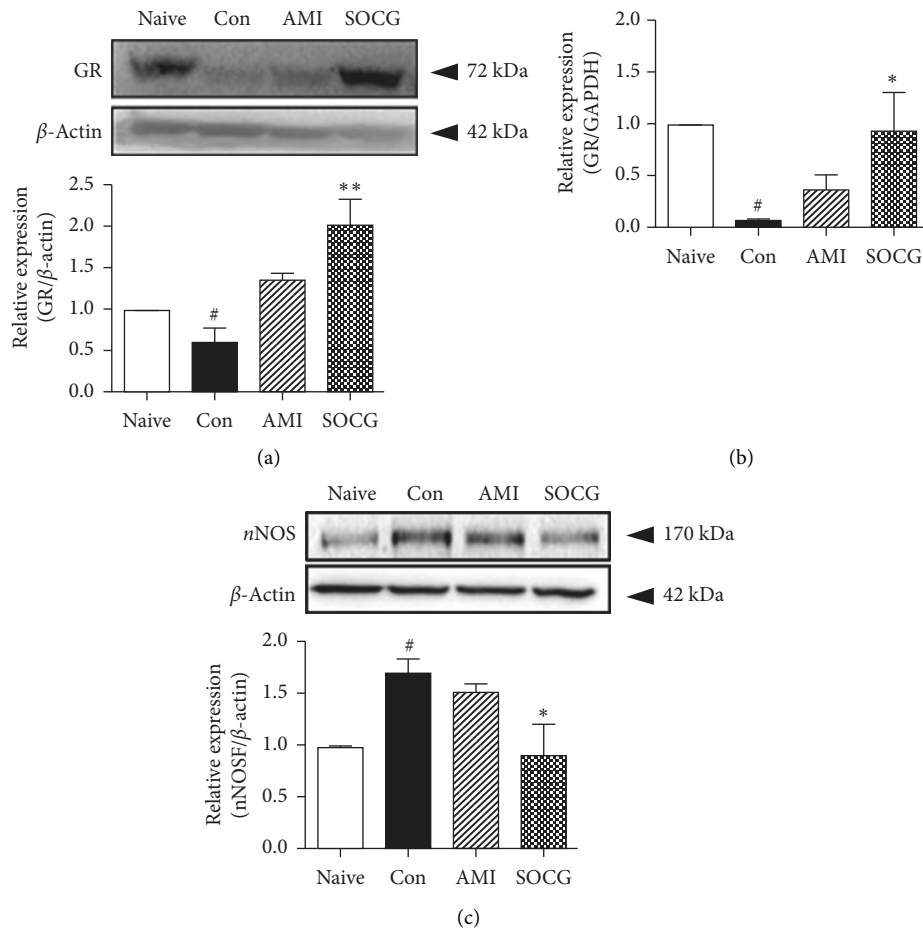 Naive Con AMI SOCG
GR 72 kDa
β-Actin 42 kDa
Relative expression
(GR/β-actin)
2.5
2.0
1.5
1.0
0.5
0.0
#
**
Naive Con AMI SOCG
(a)
Relative expression
(GR/GAPDH)
2.0
1.5
1.0
0.5
0.0
#
*
Naive Con AMI SOCG
(b)
Naive Con AMI SOCG
nNOS 170 kDa
β-Actin 42 kDa
Relative expression
(nNOSF/β-actin)
2.0
1.5
1.0
0.5
0.0
#
*
Naive Con AMI SOCG
(c)